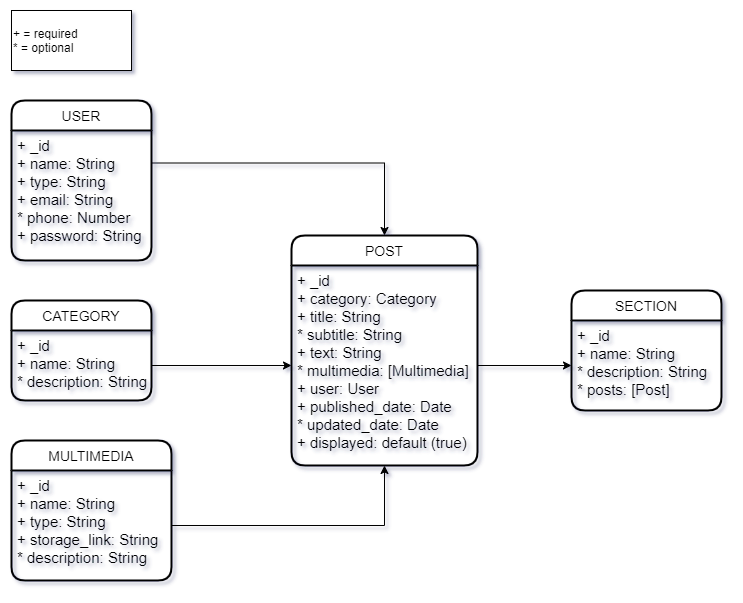 + = required
* = optional
USER
+ _id
+ name: String
+ type: String
+ email: String
* phone: Number
+ password: String
CATEGORY
+ _id
+ name: String
* description: String
MULTIMEDIA
+ _id
+ name: String
+ type: String
+ storage_link: String
* description: String
POST
+ _id
+ category: Category
+ title: String
* subtitle: String
+ text: String
* multimedia: [Multimedia]
+ user: User
+ published_date: Date
* updated_date: Date
+ displayed: default (true)
SECTION
+ _id
+ name: String
* description: String
* posts: [Post]